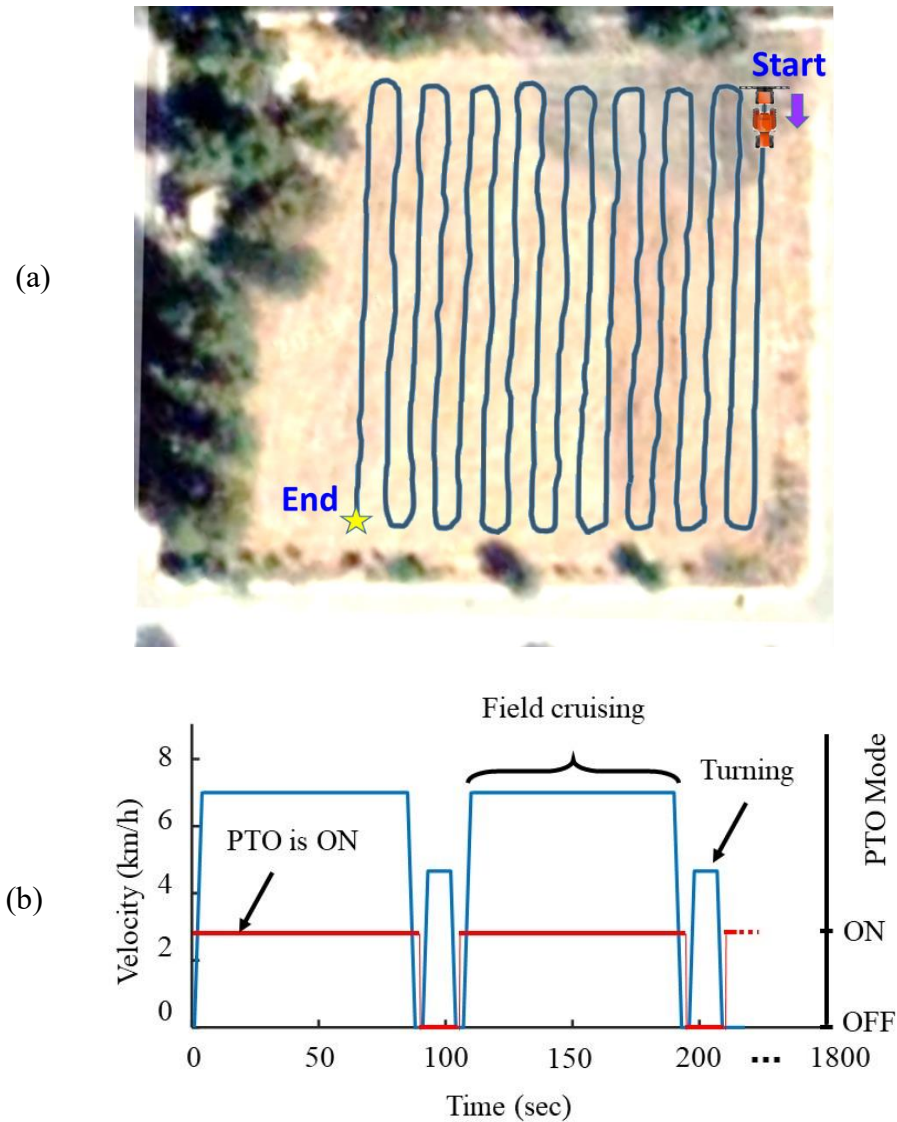 (a)
Start
End
(b)
Field cruising
Turning
PTO is ON
Velocity (km/h)
8
6
4
2
0
PTO Mode
ON
OFF
0 50 100 150 200 ... 1800
Time (sec)